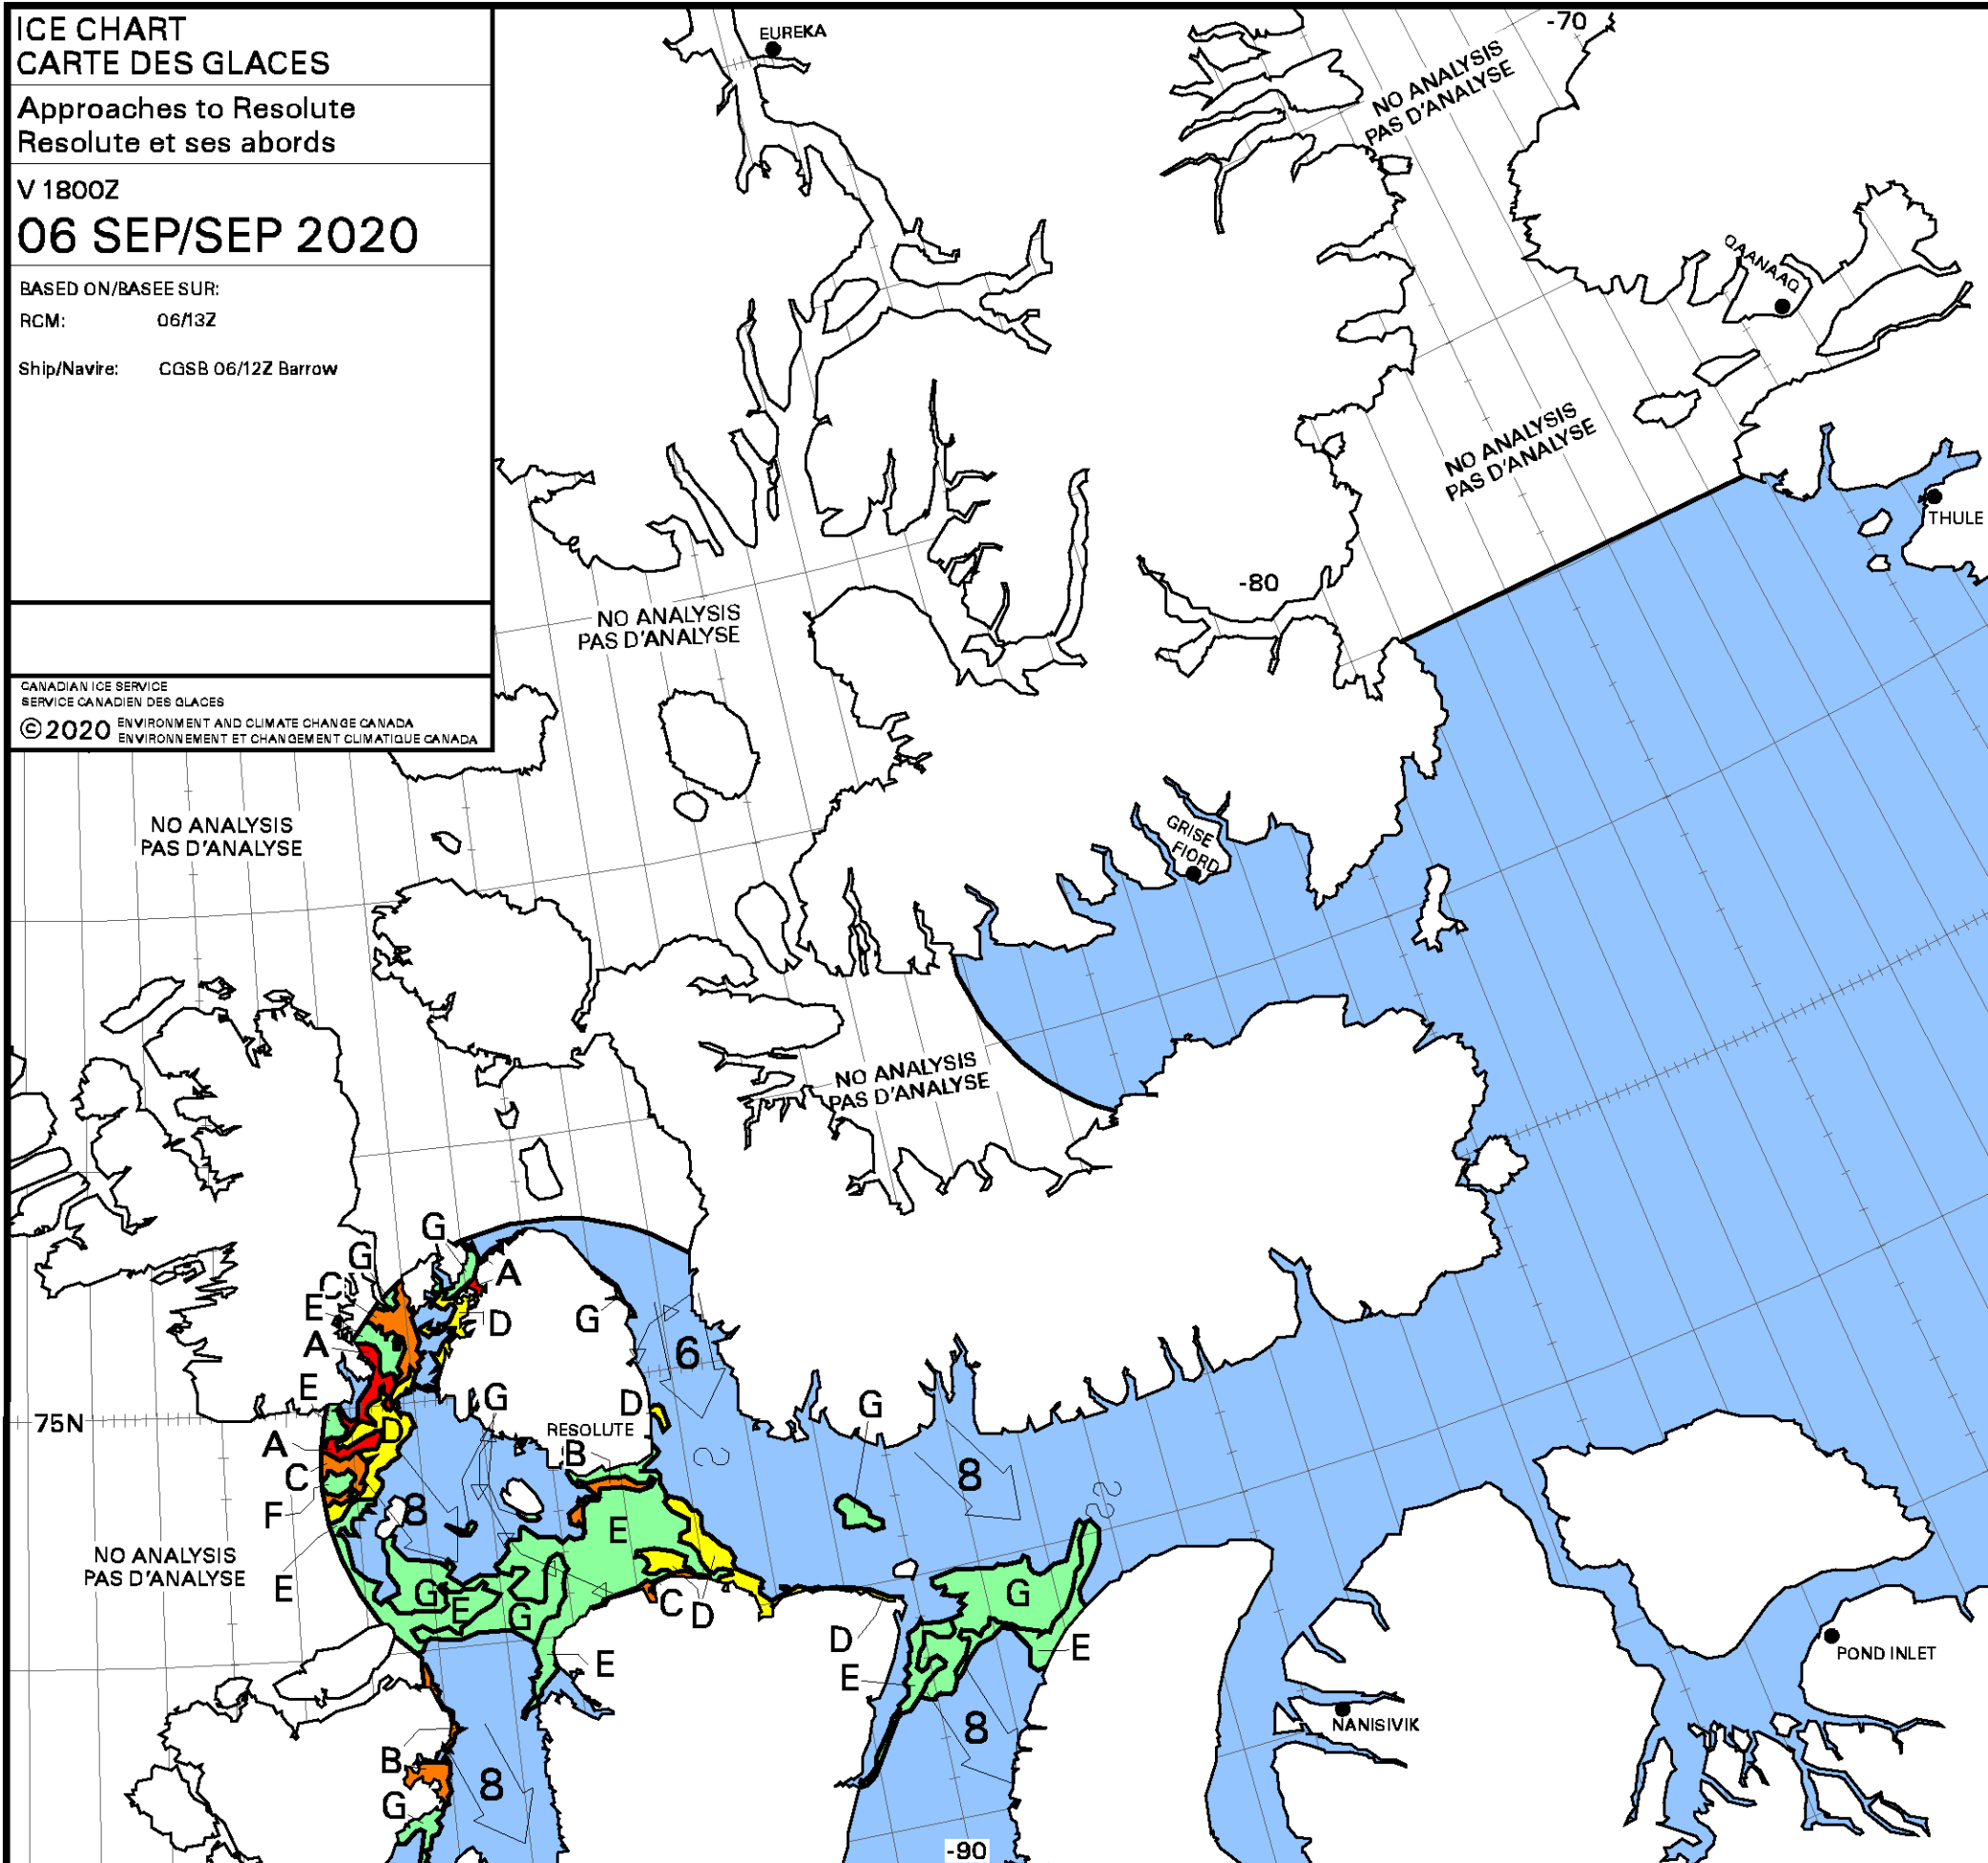 ICE CHART
CARTE DES GLACES
Approaches to Resolute
Resolute et ses abords
V 1800Z
06 SEP/SEP 2020
BASED ON/BASEE SUR:
RCM: 06/13Z
Ship/Navire: CGSB 06/12Z Barrow
CANADIAN ICE SERVICE
SERVICE CANADIEN DES GLACES
© 2020 ENVIRONMENT AND CLIMATE CHANGE CANADA
ENVIRONNEMENT ET CHANGEMENT CLIMATIQUE CANADA
EUREKA
-70
NO ANALYSIS
PAS D'ANALYSE
QAANAAQ
NO ANALYSIS
PAS D'ANALYSE
THULE
-80
NO ANALYSIS
PAS D'ANALYSE
NO ANALYSIS
PAS D'ANALYSE
GRISE
FIORD
NO ANALYSIS
PAS D'ANALYSE
G
G
A
C
E
D
G
A
6
E
G
D
G
75N
D
RESOLUTE
A
B
C
8
8
F
E
NO ANALYSIS
PAS D'ANALYSE
E
G
E
G
C
D
G
D
E
E
E
POND INLET
8
NANISIVIK
B
8
G
-90